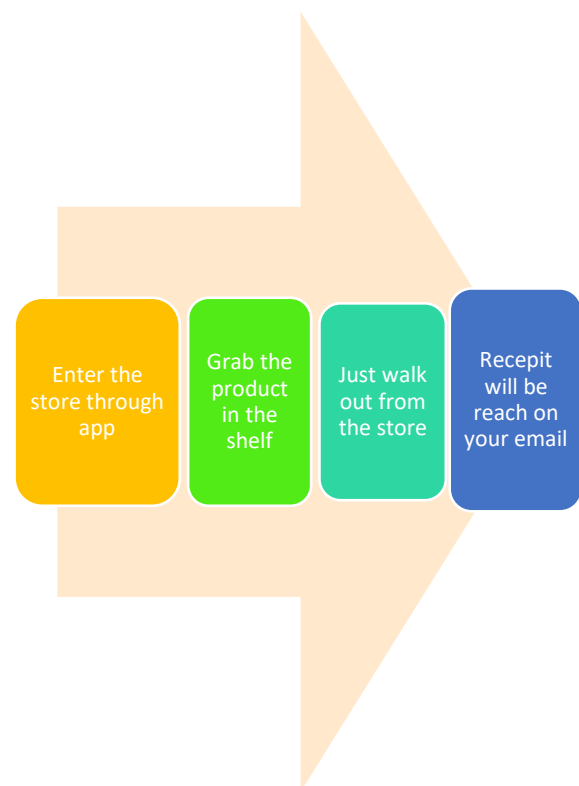 Enter the
store through
app
Grab the
product
in the
shelf
Just walk
out from
the store
Recepit
will be
reach on
your email